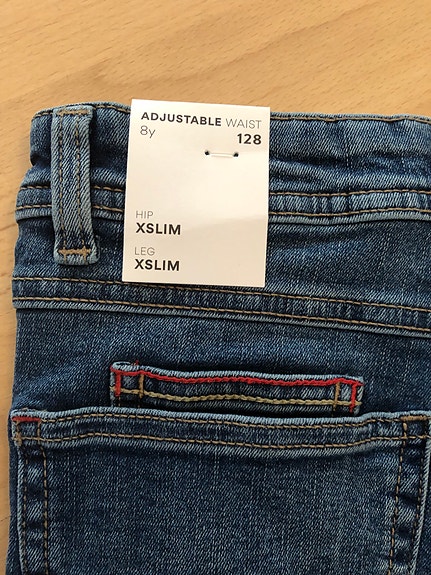 ADJUSTABLE WAIST
8y
128
HIP
XSLIM
LEG
XSLIM